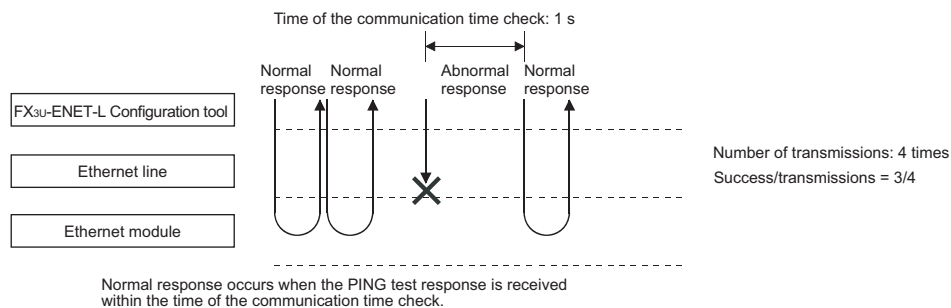 Time of the communication time check: 1 s
Normal response
Normal response
Abnormal response
Normal response
FX3U-ENET-L Configuration tool
Ethernet line
Ethernet module
Number of transmissions: 4 times
Success/transmissions = 3/4
Normal response occurs when the PING test response is received
within the time of the communication time check.